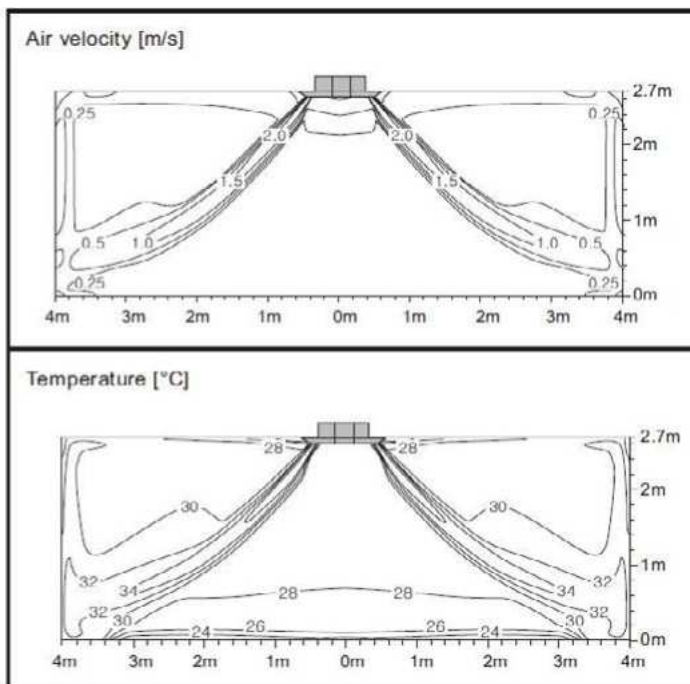 Air velocity [m/s]
2.7m
0.25 0.25
2.0 2.0 2m
1.5 1.5
1m
0.5 1.0 1.0 0.5
0.25 0.25
0m
4m 3m 2m 1m 0m 1m 2m 3m 4m
Temperature [°C]
2.7m
28 28
2m
30 30
1m
32 32
34 28 28 34
32 32
30 26 26 30
24 24 0m
4m 3m 2m 1m 0m 1m 2m 3m 4m